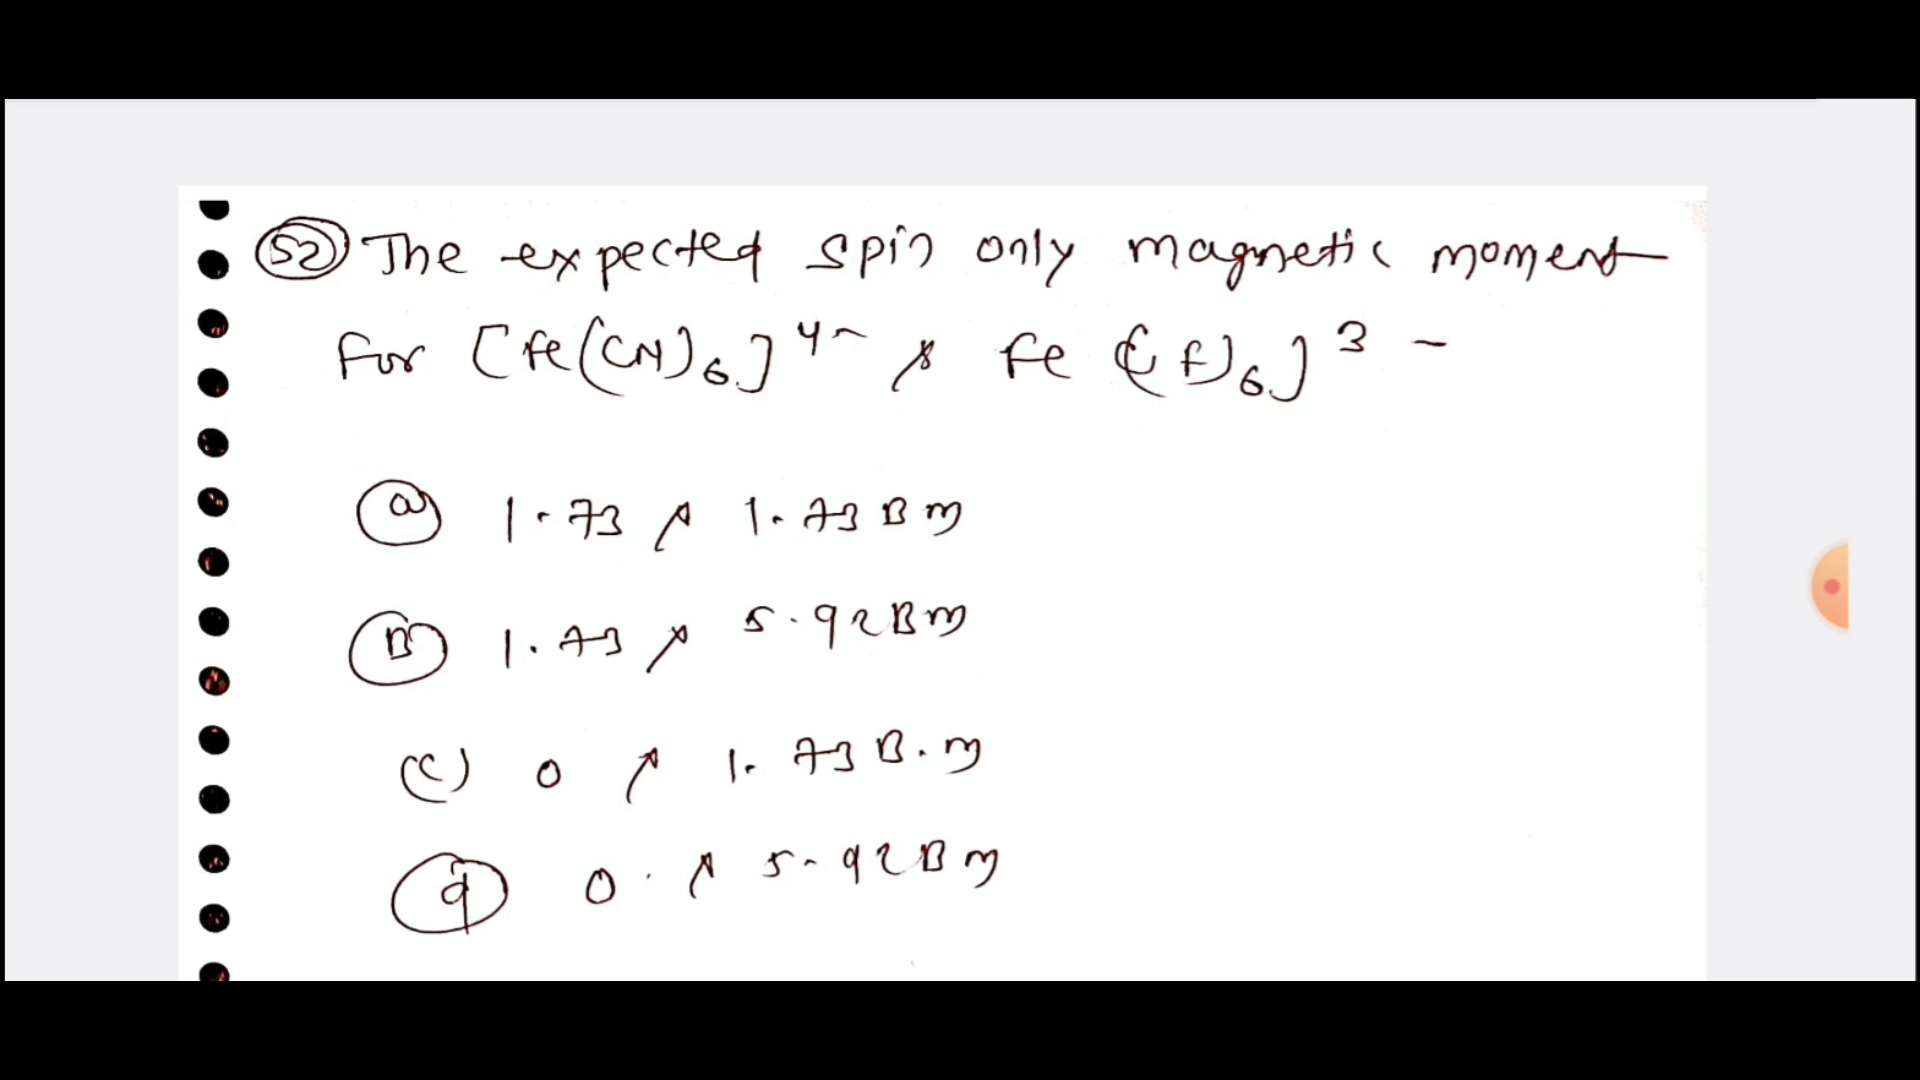 52 The expected spin only magnetic moment
for [Fe(CN)6]4- , Fe [(F)6]3-
a 1.73 , 1.73 Bm
B 1.73 , 5.92 Bm
(c) 0 , 1.73 B.m
d 0 , 5.92 Bm